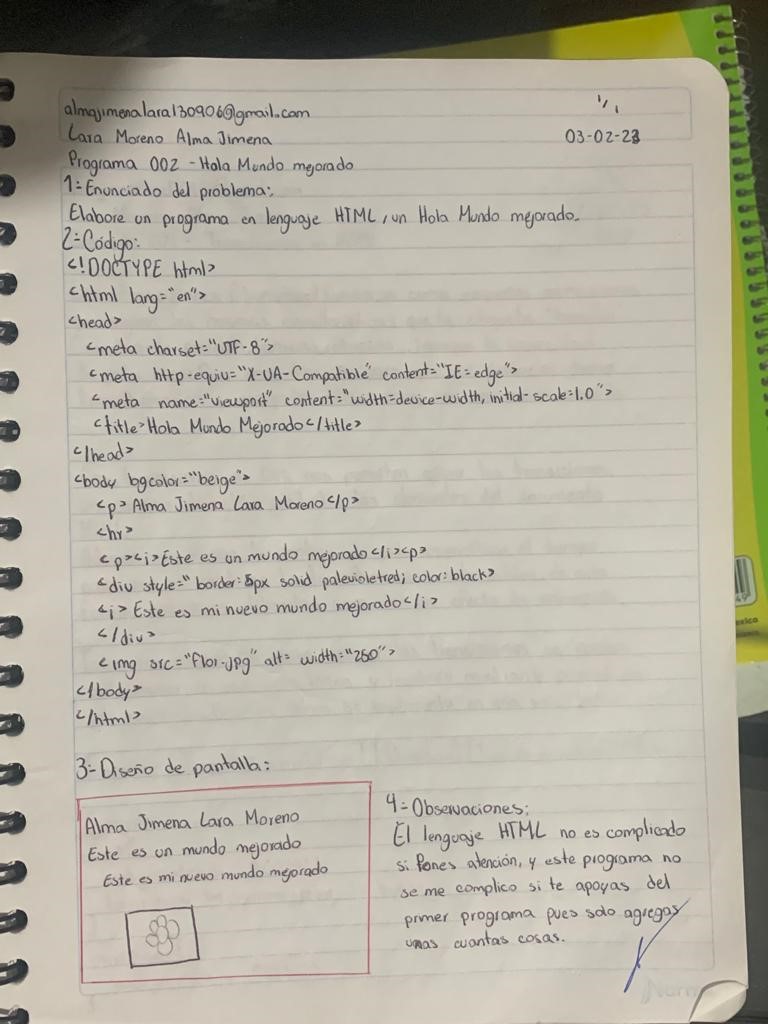 almajimenalara130906@gmail.com
1/1
Lara Moreno Alma Jimena
03-02-23
Programa 002 - Hola Mundo mejorado
1:- Enunciado del problema:
Elabore un programa en lenguaje HTML, un Hola Mundo mejorado.
2:- Código:
<!DOCTYPE html>
<html lang="en">
<head>
<meta charset="UTF-8">
<meta http-equiv="X-UA-Compatible" content="IE=edge">
<meta name="viewport" content="width=device-width, initial-scale=1.0">
<title>Hola Mundo Mejorado</title>
</head>
<body bgcolor="beige">
<p>Alma Jimena Lara Moreno</p>
<hr>
<p><i>Este es un mundo mejorado</i><p>
<div style="border:5px solid palevioletred; color:black>
<i>Este es mi nuevo mundo mejorado</i>
</div>
<img src="flor.jpg" alt= width="250">
</body>
</html>
3:- Diseño de pantalla:
Alma Jimena Lara Moreno
Este es un mundo mejorado
Este es mi nuevo mundo mejorado
4:- Observaciones:
El lenguaje HTML no es complicado
si Pones atención, y este programa no
se me complico si te apoyas del
primer programa pues solo agregas
unas cuantas cosas.